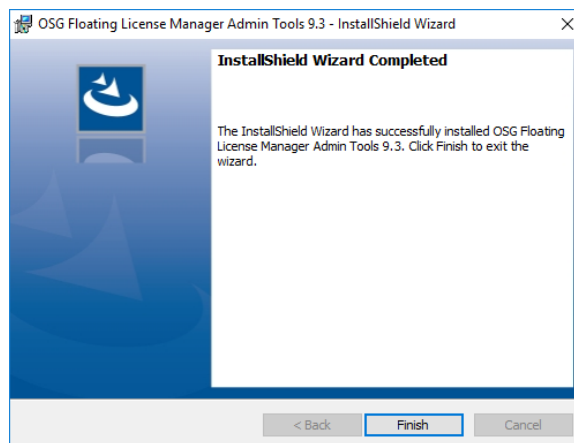 OSG Floating License Manager Admin Tools 9.3 - InstallShield Wizard
InstallShield Wizard Completed
The InstallShield Wizard has successfully installed OSG Floating
License Manager Admin Tools 9.3. Click Finish to exit the
wizard.
< Back
Finish
Cancel